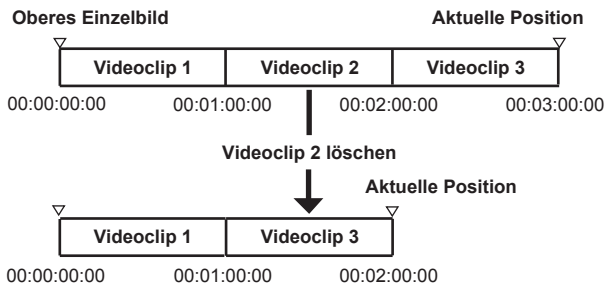 Oberes Einzelbild Aktuelle Position
Videoclip 1 Videoclip 2 Videoclip 3
00:00:00:00 00:01:00:00 00:02:00:00 00:03:00:00
Videoclip 2 löschen
Aktuelle Position
Videoclip 1 Videoclip 3
00:00:00:00 00:01:00:00 00:02:00:00